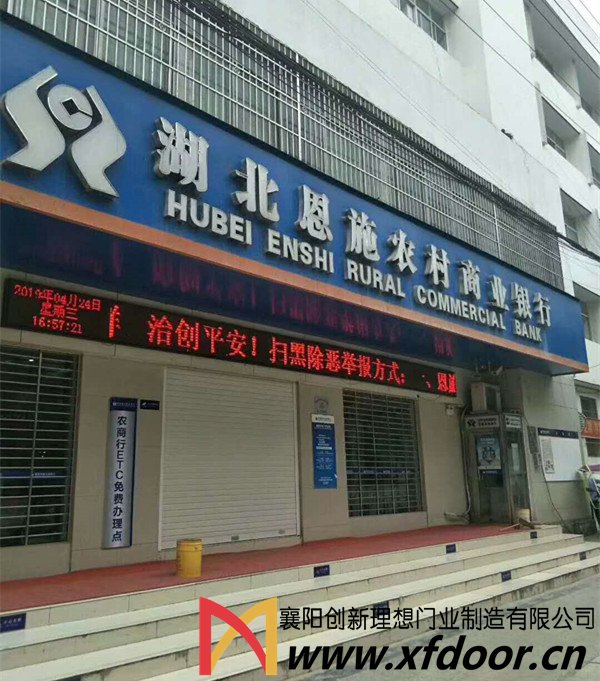 湖北恩施农村商业银行
HUBEI ENSHI RURAL COMMERCIAL BANK
2019年04月24日
星期三
16:57:21
治创平安！扫黑除恶举报方式：一、恩施
农商行ETC免费办理点
襄阳创新理想门业制造有限公司
www.xfdoor.cn